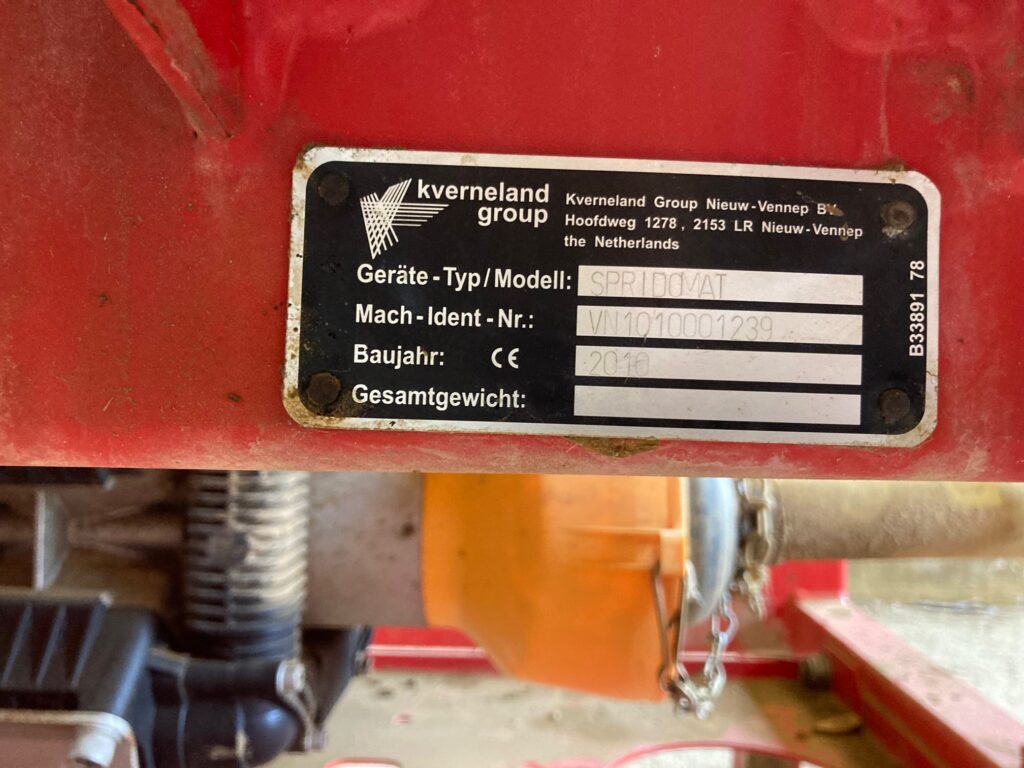 kverneland
group
Kverneland Group Nieuw-Vennep BV
Hoofdweg 1278, 2153 LR Nieuw-Vennep
the Netherlands
Geräte-Typ/Modell: SPRIDOMAT
Mach-Ident-Nr.: VN1010001239
Baujahr: CE 2010
Gesamtgewicht:
B33891 78